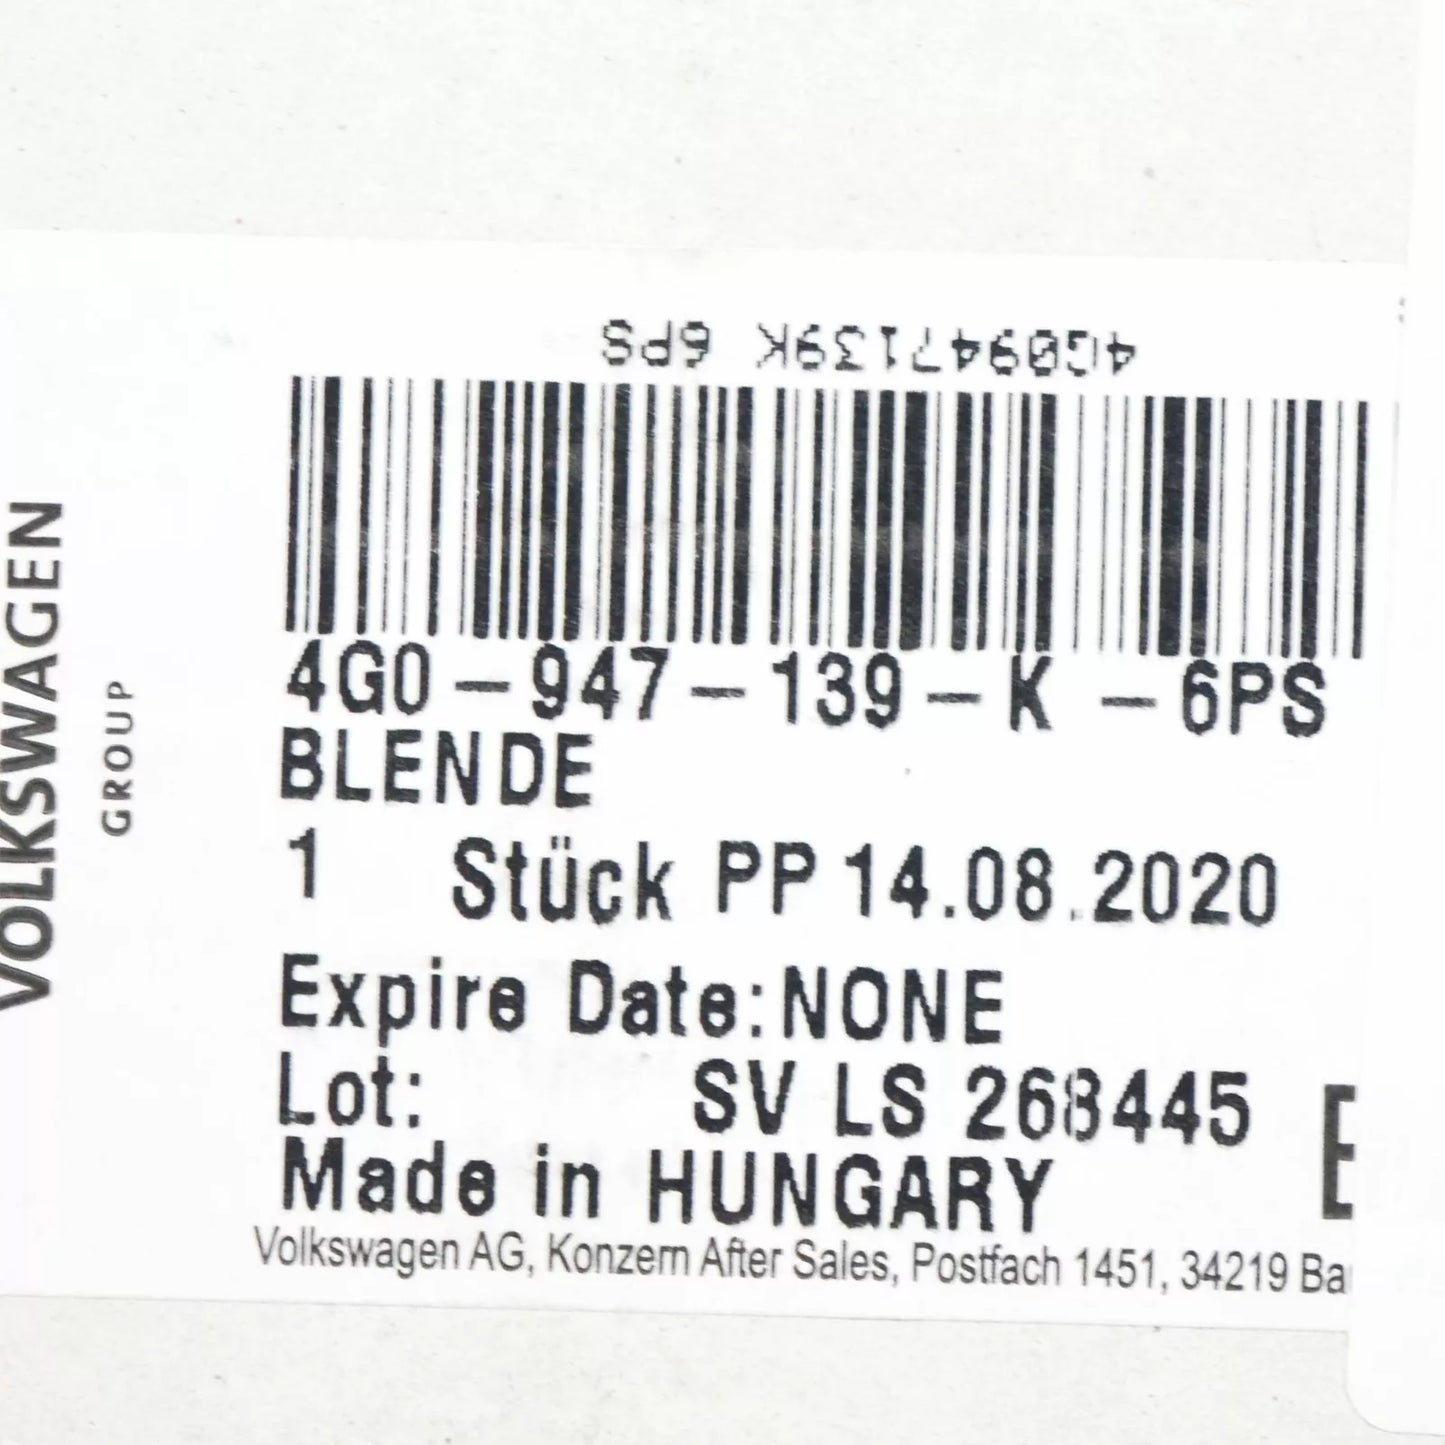 4G0947139K 6PS
4G0-947-139-K -6PS
BLENDE
1 Stück PP 14.08.2020
Expire Date:NONE
Lot: SV LS 268445
Made in HUNGARY
Volkswagen AG, Konzern After Sales, Postfach 1451, 34219
VOLKSWAGEN
GROUP